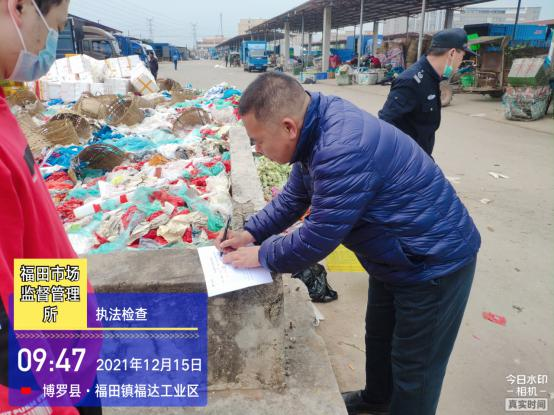 福田市场
监督管理
所
执法检查
09:47
2021年12月15日
博罗县·福田镇福达工业区
今日水印
相机
真实时间